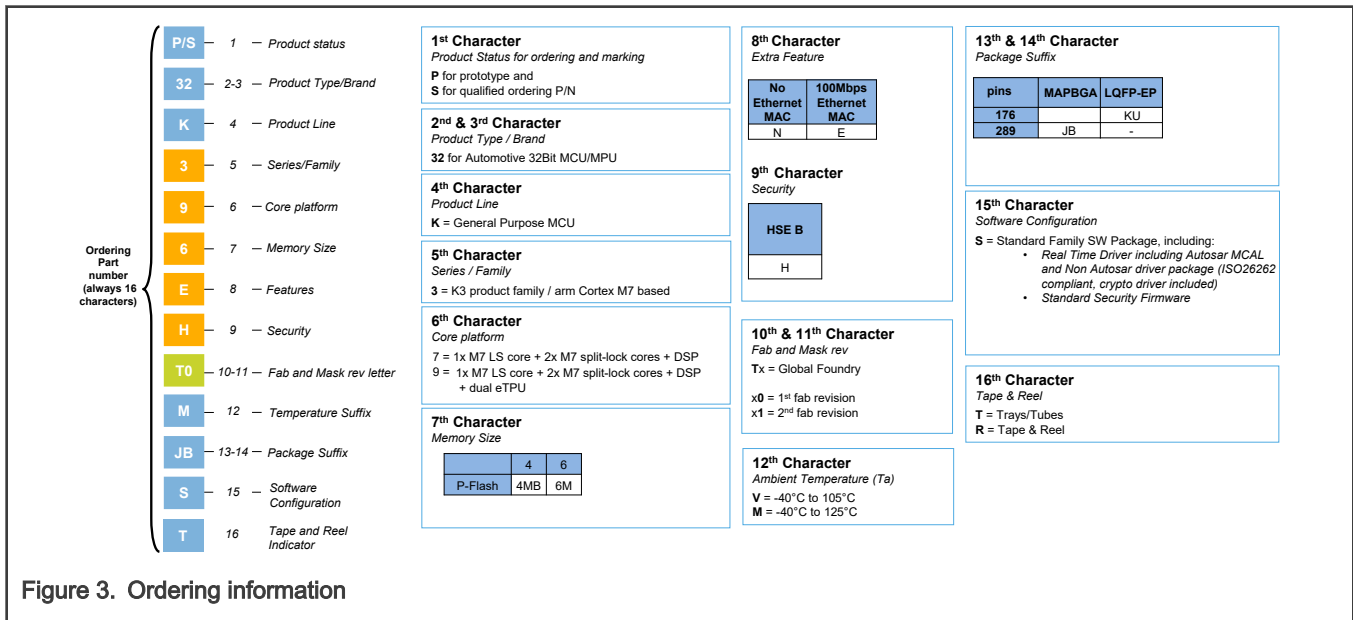 P/S – 1 – Product status
32 – 2-3 – Product Type/Brand
K – 4 – Product Line
3 – 5 – Series/Family
9 – 6 – Core platform
6 – 7 – Memory Size
E – 8 – Features
H – 9 – Security
T0 – 10-11 – Fab and Mask rev letter
M – 12 – Temperature Suffix
JB – 13-14 – Package Suffix
S – 15 – Software
Configuration
T 16 Tape and Reel
Indicator
Ordering
Part
number
(always 16
characters)
1st Character
Product Status for ordering and marking
P for prototype and
S for qualified ordering P/N
2nd & 3rd Character
Product Type / Brand
32 for Automotive 32Bit MCU/MPU
4th Character
Product Line
K = General Purpose MCU
5th Character
Series / Family
3 = K3 product family / arm Cortex M7 based
6th Character
Core platform
7 = 1x M7 LS core + 2x M7 split-lock cores + DSP
9 = 1x M7 LS core + 2x M7 split-lock cores + DSP
+ dual eTPU
7th Character
Memory Size
4 6
P-Flash 4MB 6M
8th Character
Extra Feature
No 100Mbps
Ethernet Ethernet
MAC MAC
N E
9th Character
Security
HSE B
H
10th & 11th Character
Fab and Mask rev
Tx = Global Foundry
x0 = 1st fab revision
x1 = 2nd fab revision
12th Character
Ambient Temperature (Ta)
V = -40°C to 105°C
M = -40°C to 125°C
13th & 14th Character
Package Suffix
pins MAPBGA LQFP-EP
176 KU
289 JB -
15th Character
Software Configuration
S = Standard Family SW Package, including:
• Real Time Driver including Autosar MCAL
and Non Autosar driver package (ISO26262
compliant, crypto driver included)
• Standard Security Firmware
16th Character
Tape & Reel
T = Trays/Tubes
R = Tape & Reel
Figure 3. Ordering information